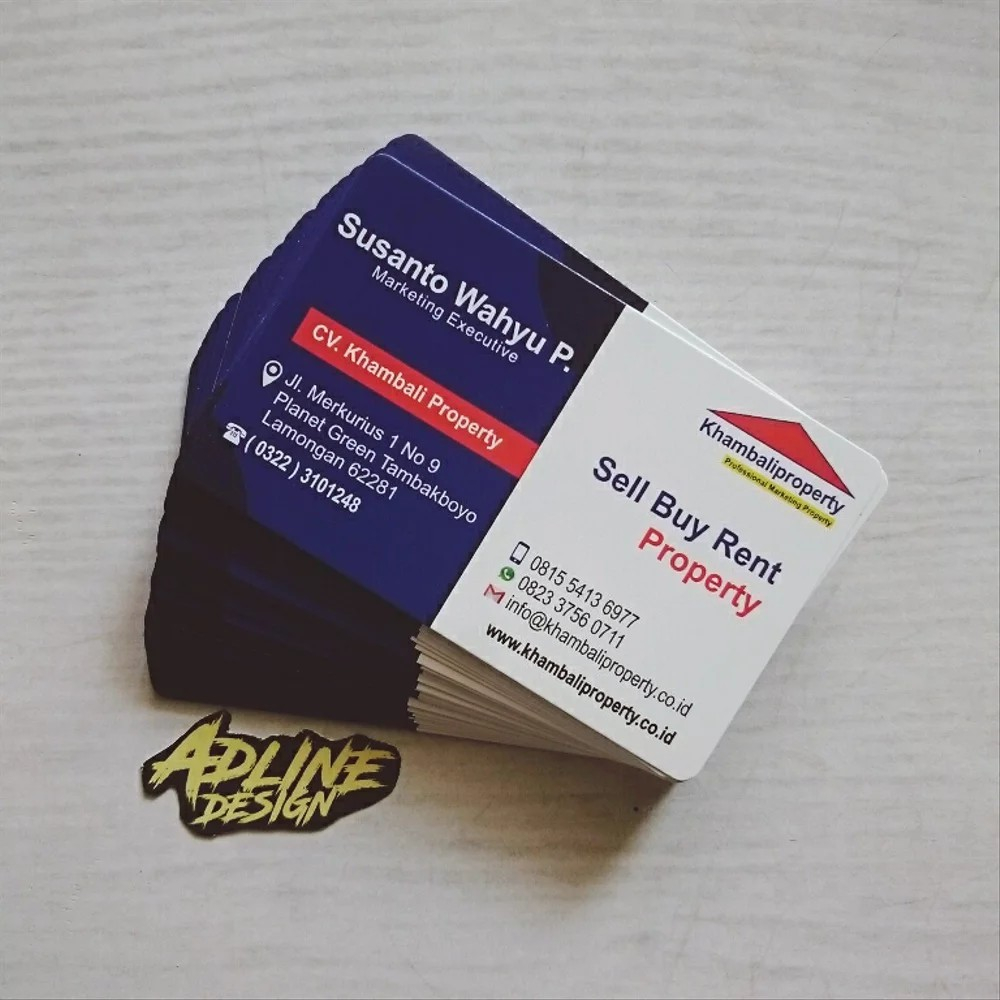 Susanto Wahyu P.
Marketing Executive
CV. Khambali Property
Jl. Merkurius 1 No 9
Planet Green Tambakboyo
Lamongan 62281
( 0322 ) 3101248
Khambaliproperty
Professional Marketing Property
Sell Buy Rent
Property
0815 5413 6977
0823 3756 0711
info@khambaliproperty.co.id
www.khambaliproperty.co.id
ADLINE
DESIGN